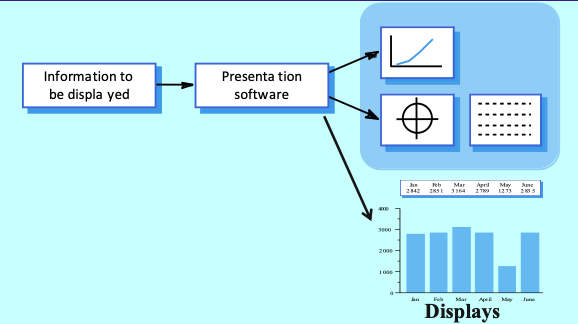 Information to
be displa yed
Presenta tion
software
Jan Feb Mar April May June
2842 2851 3164 2789 1273 2835
4000
3000
2000
1000
0
Jan Feb Mar April May June
Displays